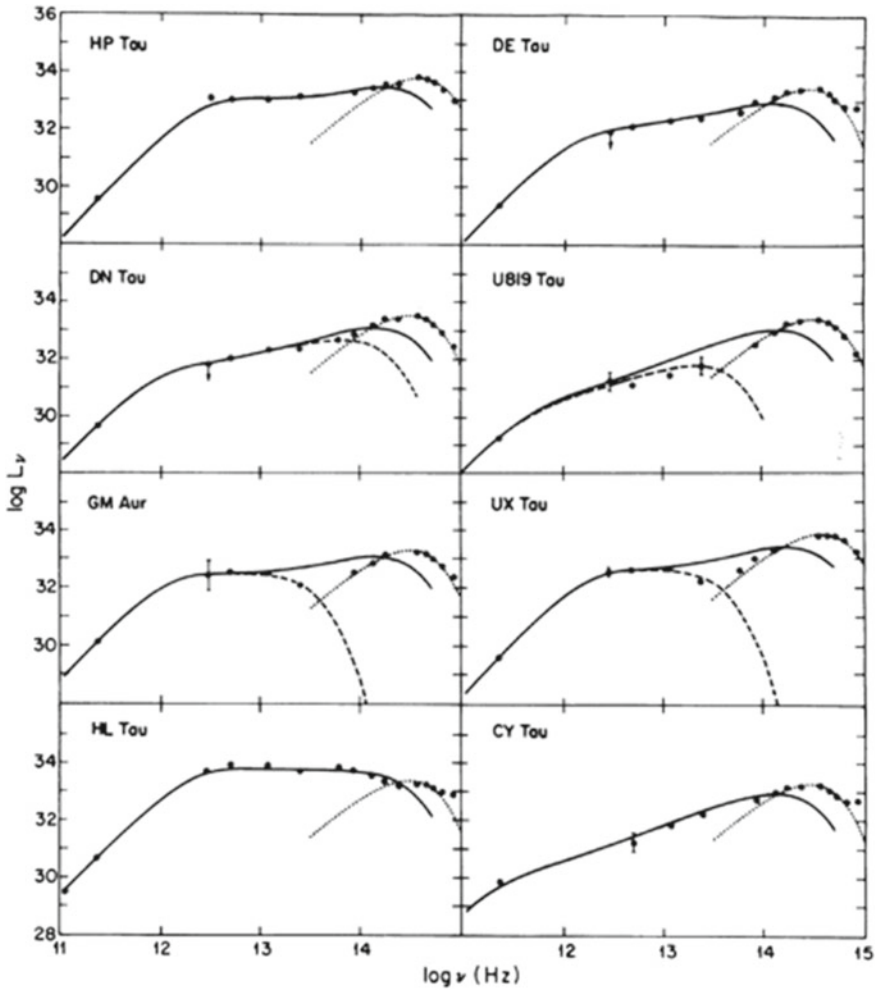 36
HP Tau
DE Tau
34
32
30
DN Tau
U819 Tau
34
32
30
log Lν
GM Aur
UX Tau
34
32
30
HL Tau
CY Tau
34
32
30
28
11 12 13 14 12 13 14 15
log ν (Hz)